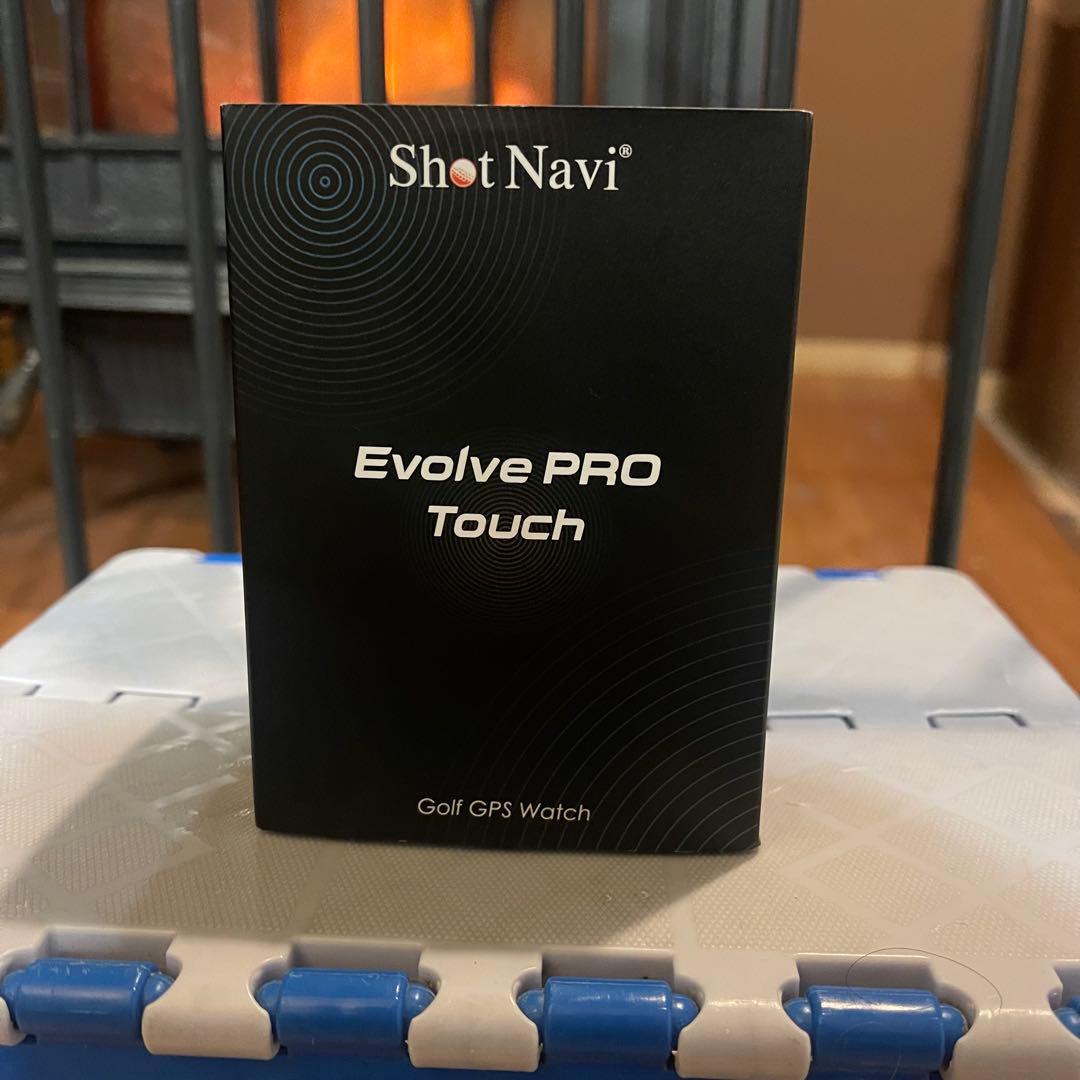 Shot Navi®
Evolve PRO
Touch
Golf GPS Watch